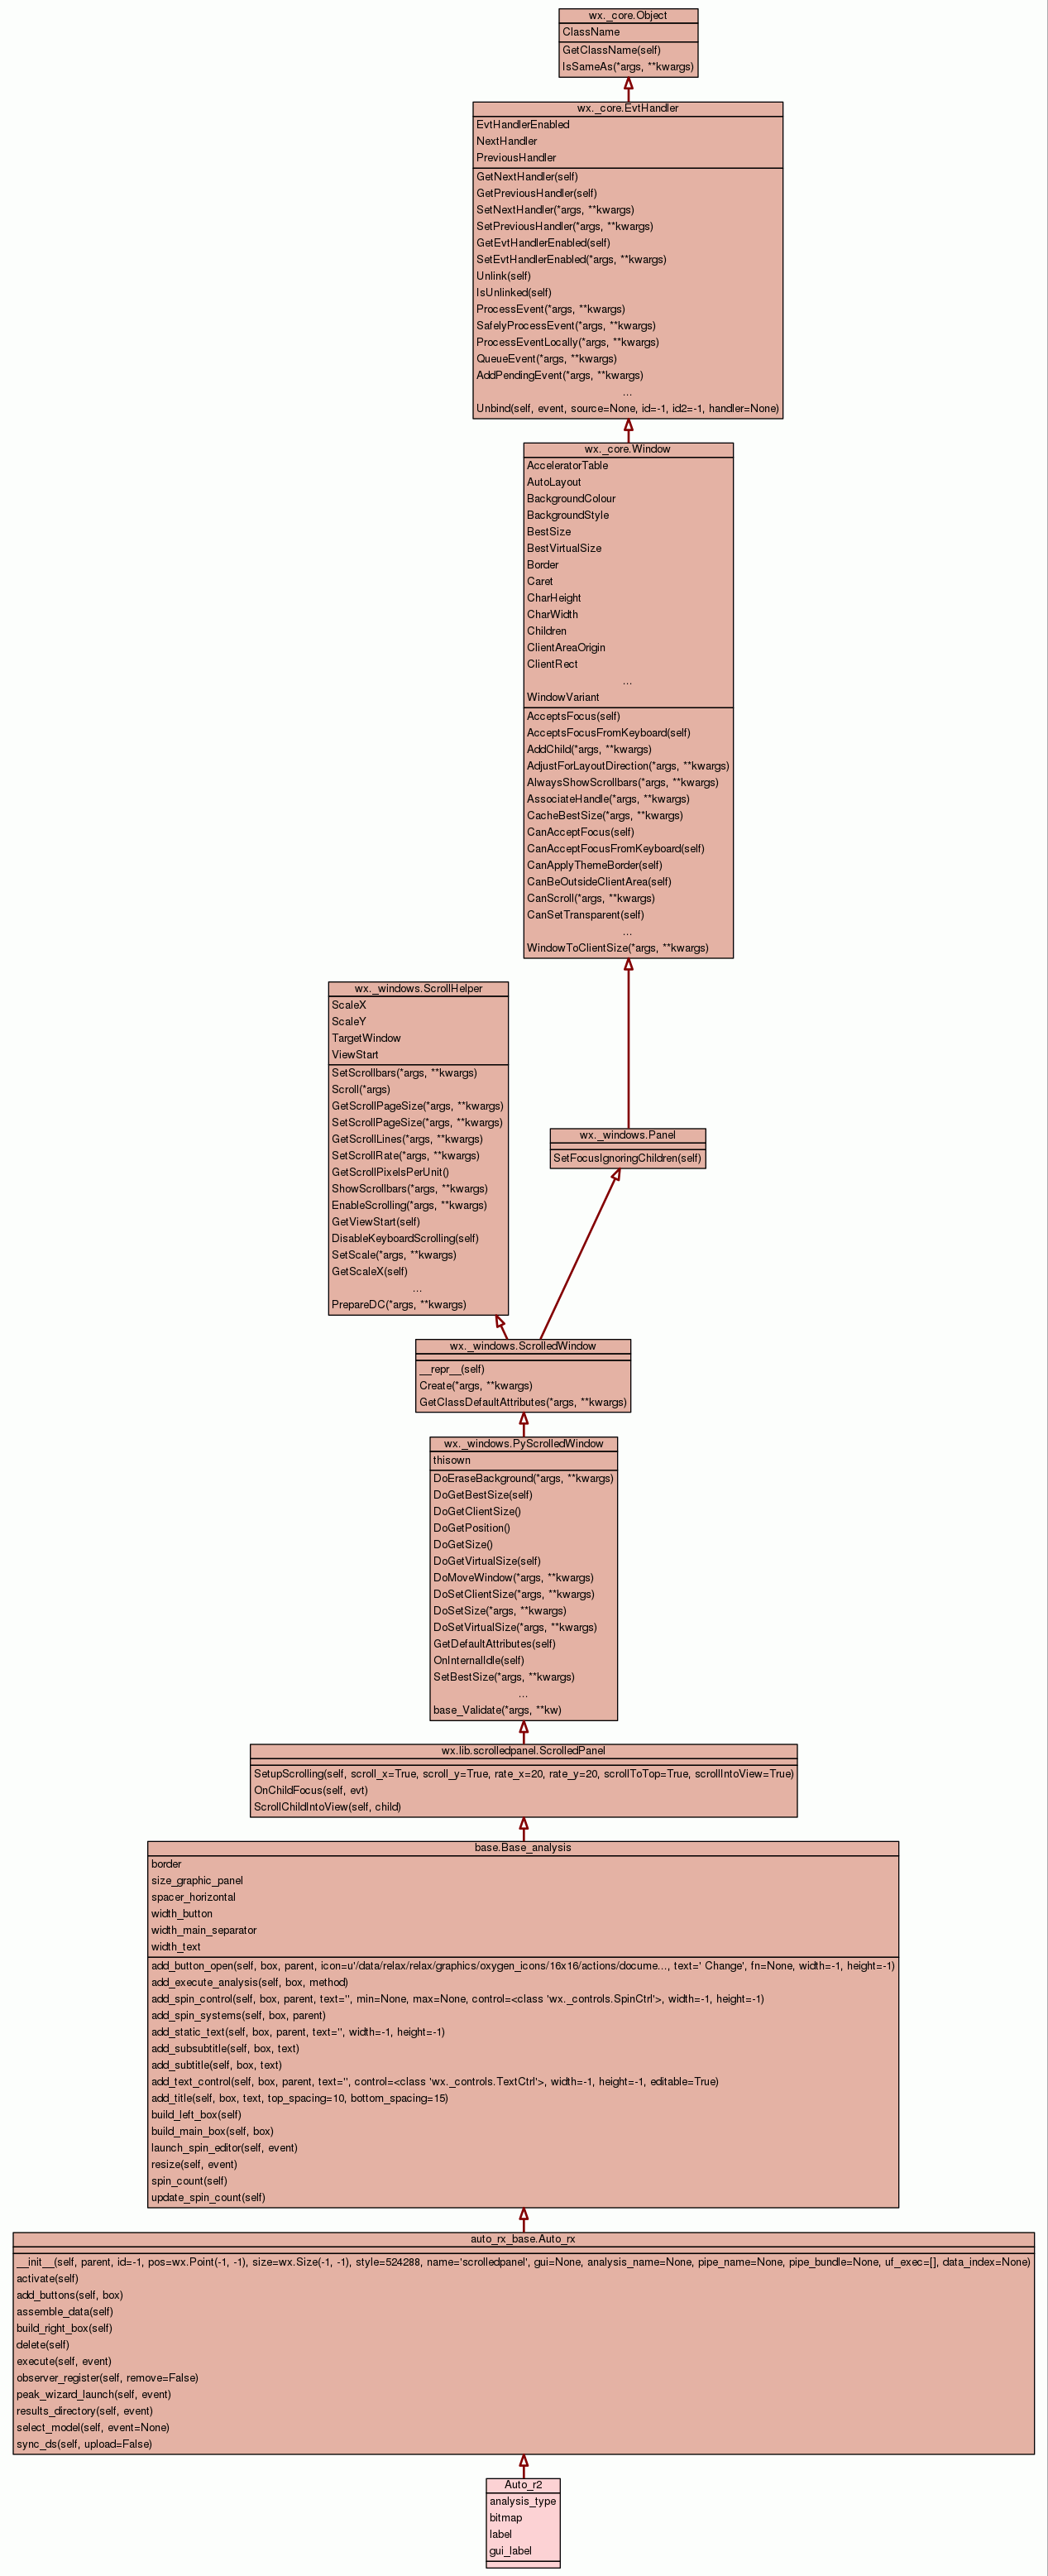 wx._core.Object
ClassName
GetClassName(self)
IsSameAs(*args, **kwargs)
wx._core.EvtHandler
EvtHandlerEnabled
NextHandler
PreviousHandler
GetNextHandler(self)
GetPreviousHandler(self)
SetNextHandler(*args, **kwargs)
SetPreviousHandler(*args, **kwargs)
GetEvtHandlerEnabled(self)
SetEvtHandlerEnabled(*args, **kwargs)
Unlink(self)
IsUnlinked(self)
ProcessEvent(*args, **kwargs)
SafelyProcessEvent(*args, **kwargs)
ProcessEventLocally(*args, **kwargs)
QueueEvent(*args, **kwargs)
AddPendingEvent(*args, **kwargs)
...
Unbind(self, event, source=None, id=-1, id2=-1, handler=None)
wx._core.Window
AcceleratorTable
AutoLayout
BackgroundColour
BackgroundStyle
BestSize
BestVirtualSize
Border
Caret
CharHeight
CharWidth
Children
ClientAreaOrigin
ClientRect
...
WindowVariant
AcceptsFocus(self)
AcceptsFocusFromKeyboard(self)
AddChild(*args, **kwargs)
AdjustForLayoutDirection(*args, **kwargs)
AlwaysShowScrollbars(*args, **kwargs)
AssociateHandle(*args, **kwargs)
CacheBestSize(*args, **kwargs)
CanAcceptFocus(self)
CanAcceptFocusFromKeyboard(self)
CanApplyThemeBorder(self)
CanBeOutsideClientArea(self)
CanScroll(*args, **kwargs)
CanSetTransparent(self)
...
WindowToClientSize(*args, **kwargs)
wx._windows.ScrollHelper
ScaleX
ScaleY
TargetWindow
ViewStart
SetScrollbars(*args, **kwargs)
Scroll(*args)
GetScrollPageSize(*args, **kwargs)
SetScrollPageSize(*args, **kwargs)
GetScrollLines(*args, **kwargs)
SetScrollRate(*args, **kwargs)
GetScrollPixelsPerUnit()
ShowScrollbars(*args, **kwargs)
EnableScrolling(*args, **kwargs)
GetViewStart(self)
DisableKeyboardScrolling(self)
SetScale(*args, **kwargs)
GetScaleX(self)
...
PrepareDC(*args, **kwargs)
wx._windows.Panel
SetFocusIgnoringChildren(self)
wx._windows.ScrolledWindow
__repr__(self)
Create(*args, **kwargs)
GetClassDefaultAttributes(*args, **kwargs)
wx._windows.PyScrolledWindow
thisown
DoEraseBackground(*args, **kwargs)
DoGetBestSize(self)
DoGetClientSize()
DoGetPosition()
DoGetSize()
DoGetVirtualSize(self)
DoMoveWindow(*args, **kwargs)
DoSetClientSize(*args, **kwargs)
DoSetSize(*args, **kwargs)
DoSetVirtualSize(*args, **kwargs)
GetDefaultAttributes(self)
OnInternalIdle(self)
SetBestSize(*args, **kwargs)
...
base_Validate(*args, **kw)
wx.lib.scrolledpanel.ScrolledPanel
SetupScrolling(self, scroll_x=True, scroll_y=True, rate_x=20, rate_y=20, scrollToTop=True, scrollIntoView=True)
OnChildFocus(self, evt)
ScrollChildIntoView(self, child)
base.Base_analysis
border
size_graphic_panel
spacer_horizontal
width_button
width_main_separator
width_text
add_button_open(self, box, parent, icon=u'/data/relax/relax/graphics/oxygen_icons/16x16/actions/docume..., text=' Change', fn=None, width=-1, height=-1)
add_execute_analysis(self, box, method)
add_spin_control(self, box, parent, text='', min=None, max=None, control=<class 'wx._controls.SpinCtrl'>, width=-1, height=-1)
add_spin_systems(self, box, parent)
add_static_text(self, box, parent, text='', width=-1, height=-1)
add_subsubtitle(self, box, text)
add_subtitle(self, box, text)
add_text_control(self, box, parent, text='', control=<class 'wx._controls.TextCtrl'>, width=-1, height=-1, editable=True)
add_title(self, box, text, top_spacing=10, bottom_spacing=15)
build_left_box(self)
build_main_box(self, box)
launch_spin_editor(self, event)
resize(self, event)
spin_count(self)
update_spin_count(self)
auto_rx_base.Auto_rx
__init__(self, parent, id=-1, pos=wx.Point(-1, -1), size=wx.Size(-1, -1), style=524288, name='scrolledpanel', gui=None, analysis_name=None, pipe_name=None, pipe_bundle=None, uf_exec=[], data_index=None)
activate(self)
add_buttons(self, box)
assemble_data(self)
build_right_box(self)
delete(self)
execute(self, event)
observer_register(self, remove=False)
peak_wizard_launch(self, event)
results_directory(self, event)
select_model(self, event=None)
sync_ds(self, upload=False)
Auto_r2
analysis_type
bitmap
label
gui_label